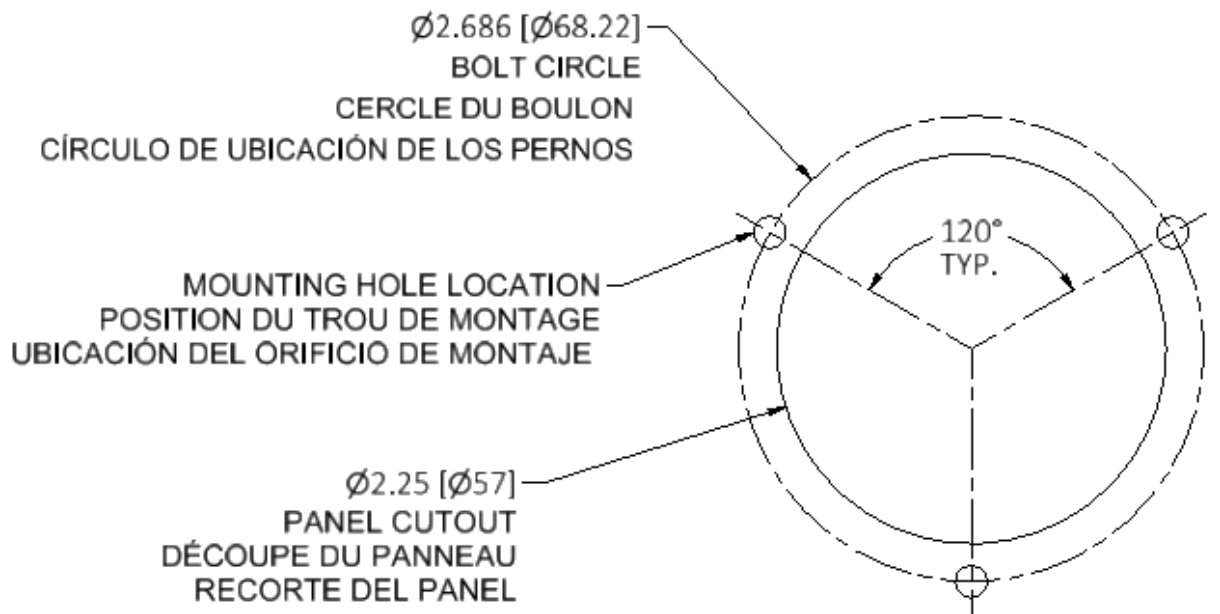 Ø2.686 [Ø68.22]
BOLT CIRCLE
CERCLE DU BOULON
CÍRCULO DE UBICACIÓN DE LOS PERNOS
120°
TYP.
MOUNTING HOLE LOCATION
POSITION DU TROU DE MONTAGE
UBICACIÓN DEL ORIFICIO DE MONTAJE
Ø2.25 [Ø57]
PANEL CUTOUT
DÉCOUPE DU PANNEAU
RECORTE DEL PANEL